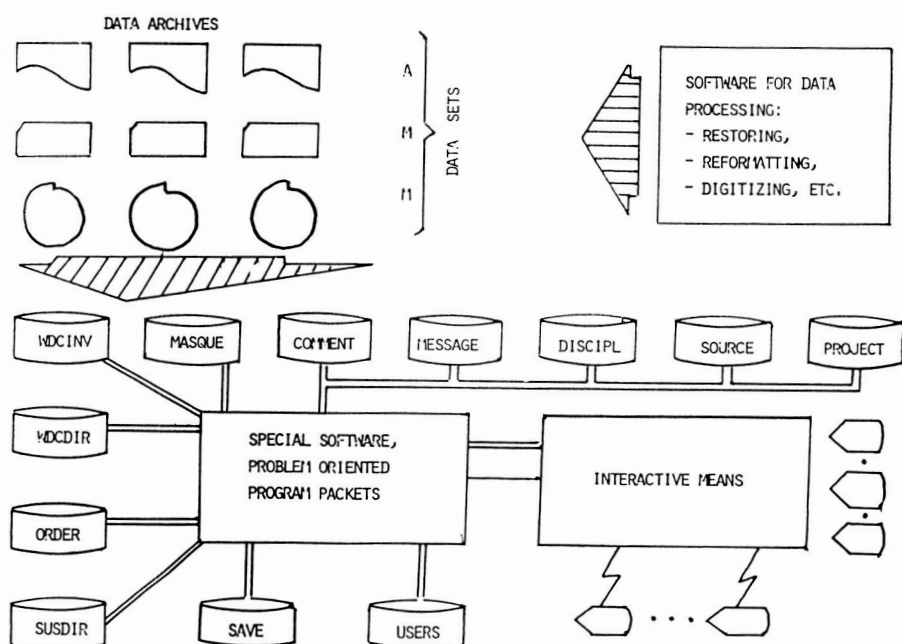 DATA ARCHIVES
A
M
M
DATA SETS
SOFTWARE FOR DATA
PROCESSING:
- RESTORING,
- REFORMATTING,
- DIGITIZING, ETC.
WDCINV
MASQUE
COMMENT
MESSAGE
DISCIPL
SOURCE
PROJECT
WDCDIR
SPECIAL SOFTWARE,
PROBLEM ORIENTED
PROGRAM PACKETS
INTERACTIVE MEANS
ORDER
SUSDIR
SAVE
USERS